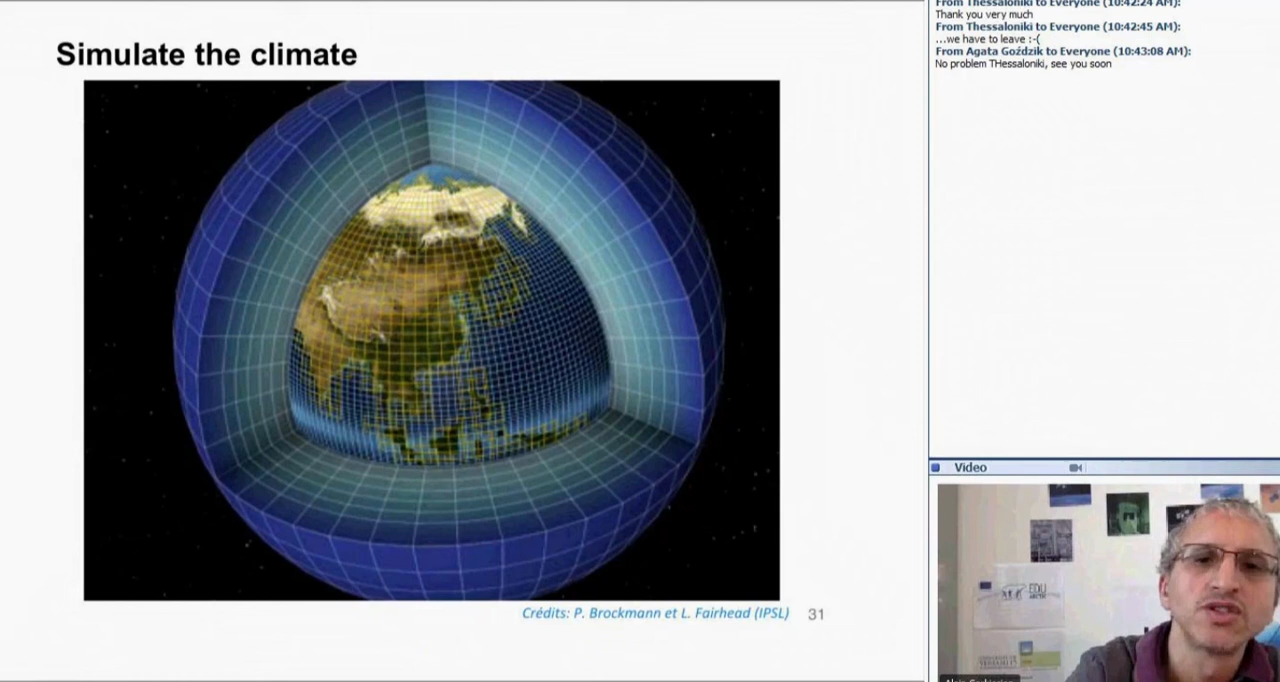 Simulate the climate
Crédits: P. Brockmann et L. Fairhead (IPSL)
31
From Thessaloniki to Everyone (10:42:24 AM):
Thank you very much
From Thessaloniki to Everyone (10:42:45 AM):
...we have to leave :-(
From Agata Goździk to Everyone (10:43:08 AM):
No problem THessaloniki, see you soon
Video
EDU